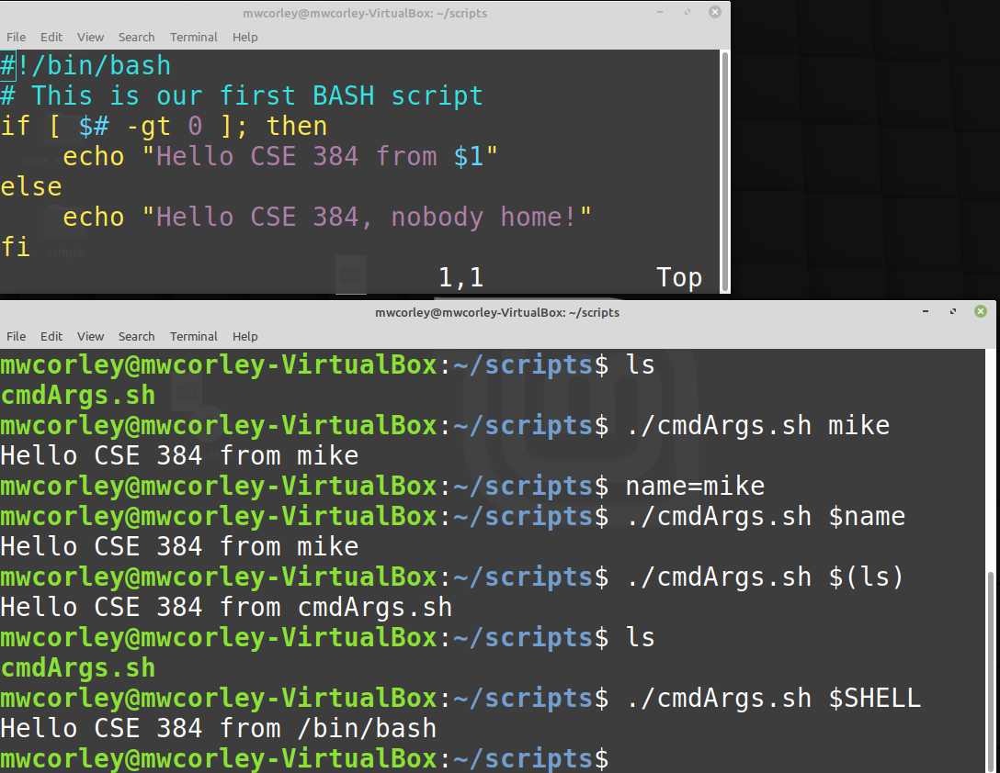 mwcorley@mwcorley-VirtualBox: ~/scripts
File Edit View Search Terminal Help
#!/bin/bash
# This is our first BASH script
if [ $# -gt 0 ]; then
    echo "Hello CSE 384 from $1"
else
    echo "Hello CSE 384, nobody home!"
fi
scripts
1,1 Top
mwcorley@mwcorley-VirtualBox: ~/scripts
File Edit View Search Terminal Help
mwcorley@mwcorley-VirtualBox:~/scripts$ ls
cmdArgs.sh
mwcorley@mwcorley-VirtualBox:~/scripts$ ./cmdArgs.sh mike
Hello CSE 384 from mike
mwcorley@mwcorley-VirtualBox:~/scripts$ name=mike
mwcorley@mwcorley-VirtualBox:~/scripts$ ./cmdArgs.sh $name
Hello CSE 384 from mike
mwcorley@mwcorley-VirtualBox:~/scripts$ ./cmdArgs.sh $(ls)
Hello CSE 384 from cmdArgs.sh
mwcorley@mwcorley-VirtualBox:~/scripts$ ls
cmdArgs.sh
mwcorley@mwcorley-VirtualBox:~/scripts$ ./cmdArgs.sh $SHELL
Hello CSE 384 from /bin/bash
mwcorley@mwcorley-VirtualBox:~/scripts$